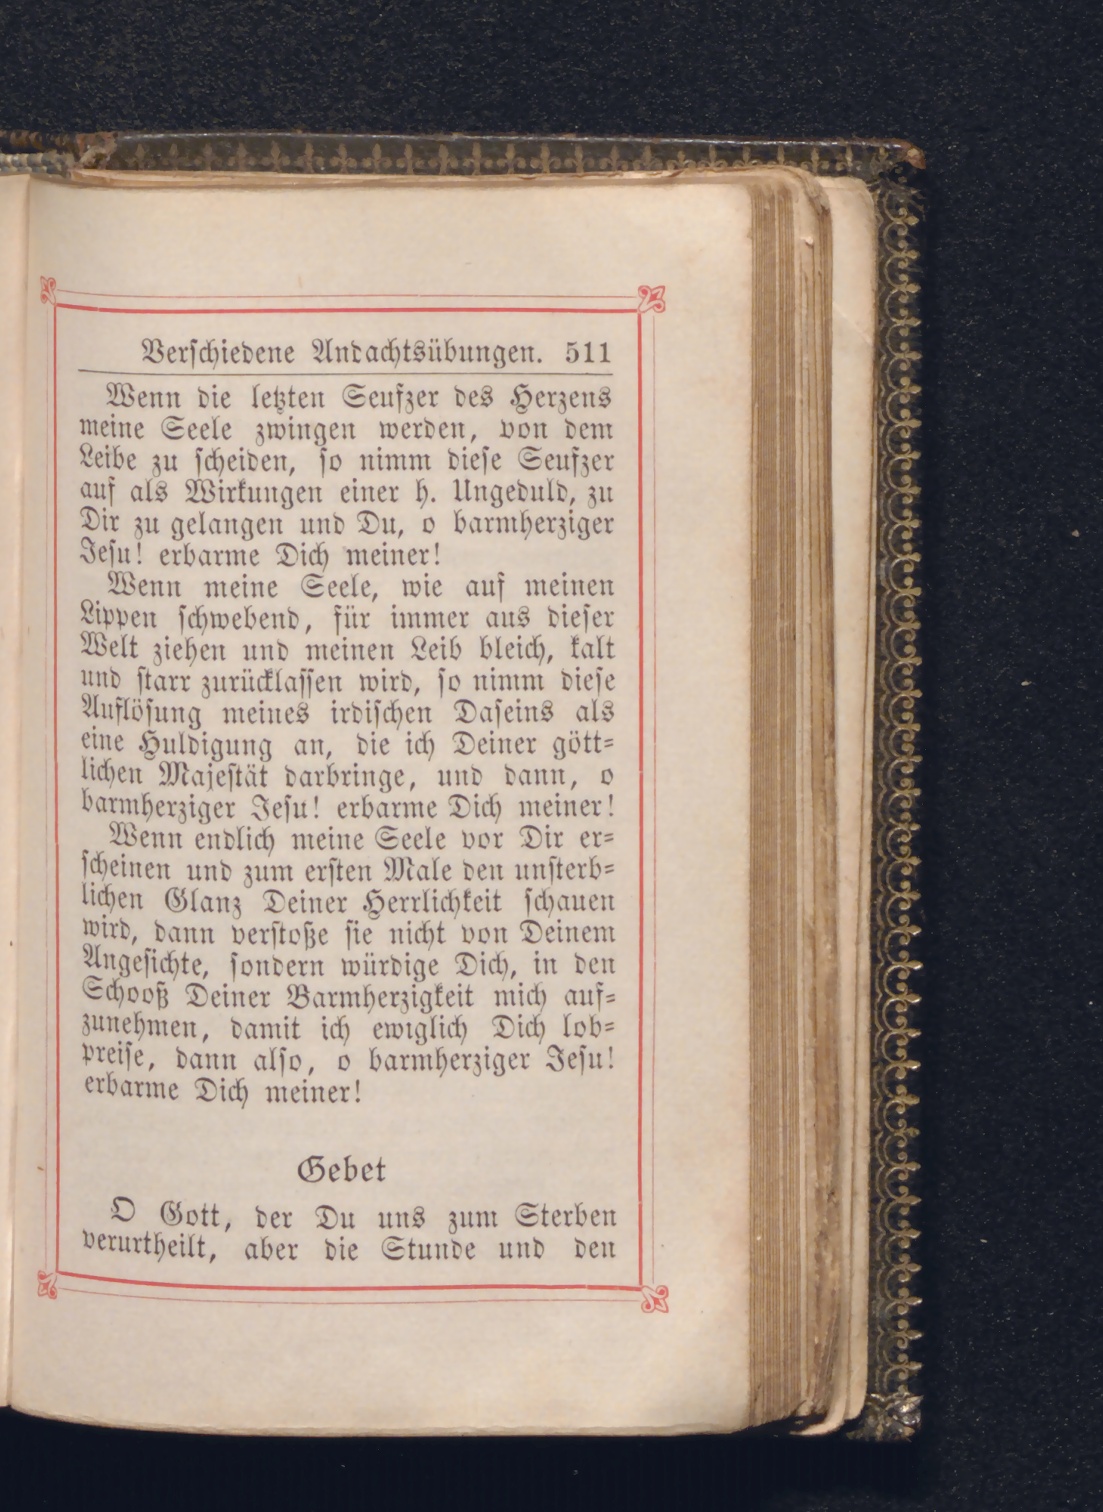 Verschiedene Andachtsübungen. 511
Wenn die letzten Seufzer des Herzens
meine Seele zwingen werden, von dem
Leibe zu scheiden, so nimm diese Seufzer
auf als Wirkungen einer h. Ungeduld, zu
Dir zu gelangen und Du, o barmherziger
Jesu! erbarme Dich meiner!
Wenn meine Seele, wie auf meinen
Lippen schwebend, für immer aus dieser
Welt ziehen und meinen Leib bleich, kalt
und starr zurücklassen wird, so nimm diese
Auflösung meines irdischen Daseins als
eine Huldigung an, die ich Deiner gött-
lichen Majestät darbringe, und dann, o
barmherziger Jesu! erbarme Dich meiner!
Wenn endlich meine Seele vor Dir er-
scheinen und zum ersten Male den unsterb-
lichen Glanz Deiner Herrlichkeit schauen
wird, dann verstoße sie nicht von Deinem
Angesichte, sondern würdige Dich, in den
Schooß Deiner Barmherzigkeit mich auf-
zunehmen, damit ich ewiglich Dich lob-
preise, dann also, o barmherziger Jesu!
erbarme Dich meiner!
Gebet
O Gott, der Du uns zum Sterben
verurtheilt, aber die Stunde und den